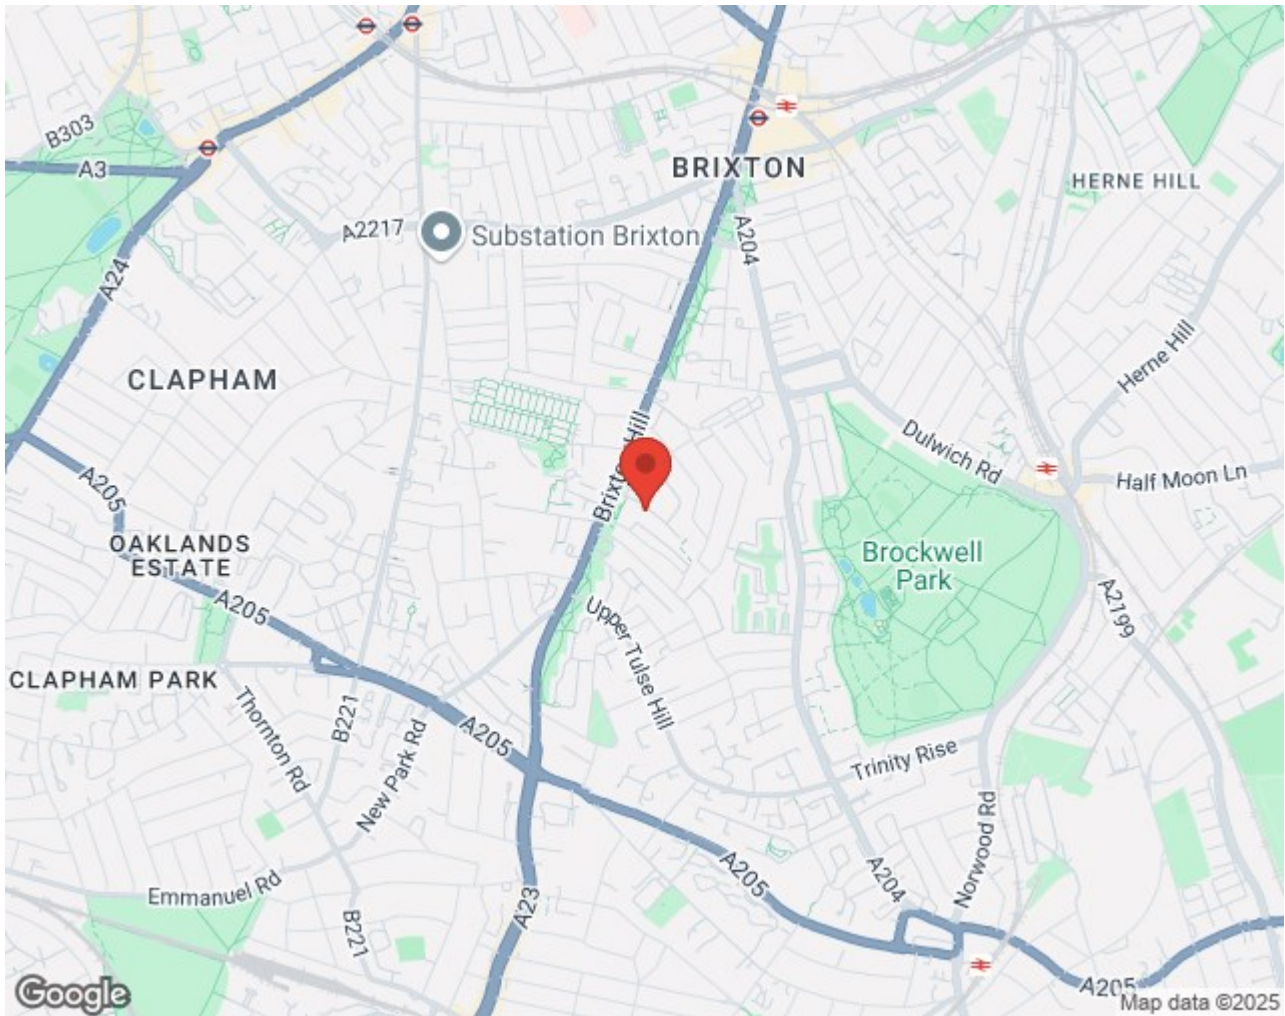 B303
A3
BRIXTON
HERNE HILL
A2217
Substation Brixton
A204
A24
CLAPHAM
Herne Hill
Brixton Hill
Dulwich Rd
Half Moon Ln
A205
OAKLANDS
ESTATE
Brockwell
Park
A205
A2199
Upper Tulse Hill
CLAPHAM PARK
Thornton Rd
B221
New Park Rd
A205
Trinity Rise
Norwood Rd
Emmanuel Rd
B221
A23
A205
A204
A205
Google
Map data ©2025